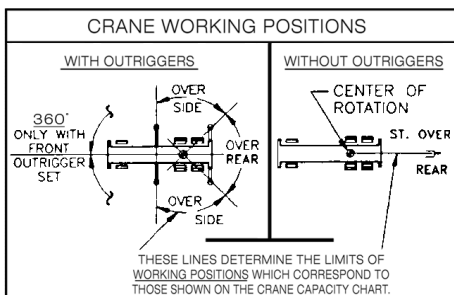 CRANE WORKING POSITIONS
WITH OUTRIGGERS
360°
ONLY WITH
FRONT
OUTRIGGER
SET
OVER
SIDE
OVER
REAR
OVER
SIDE
WITHOUT OUTRIGGERS
CENTER OF
ROTATION
ST. OVER
REAR
THESE LINES DETERMINE THE LIMITS OF
WORKING POSITIONS WHICH CORRESPOND TO
THOSE SHOWN ON THE CRANE CAPACITY CHART.